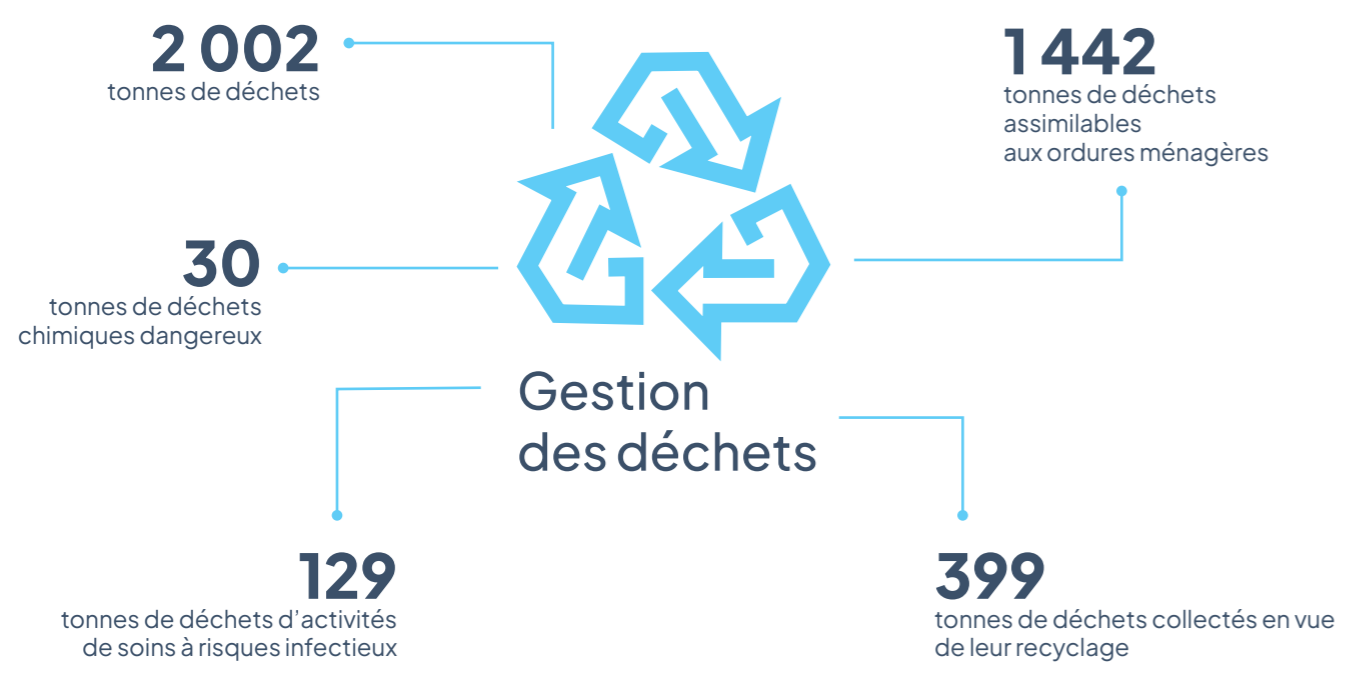 2 002
tonnes de déchets
1 442
tonnes de déchets
assimilables
aux ordures ménagères
30
tonnes de déchets
chimiques dangereux
Gestion
des déchets
129
tonnes de déchets d’activités
de soins à risques infectieux
399
tonnes de déchets collectés en vue
de leur recyclage